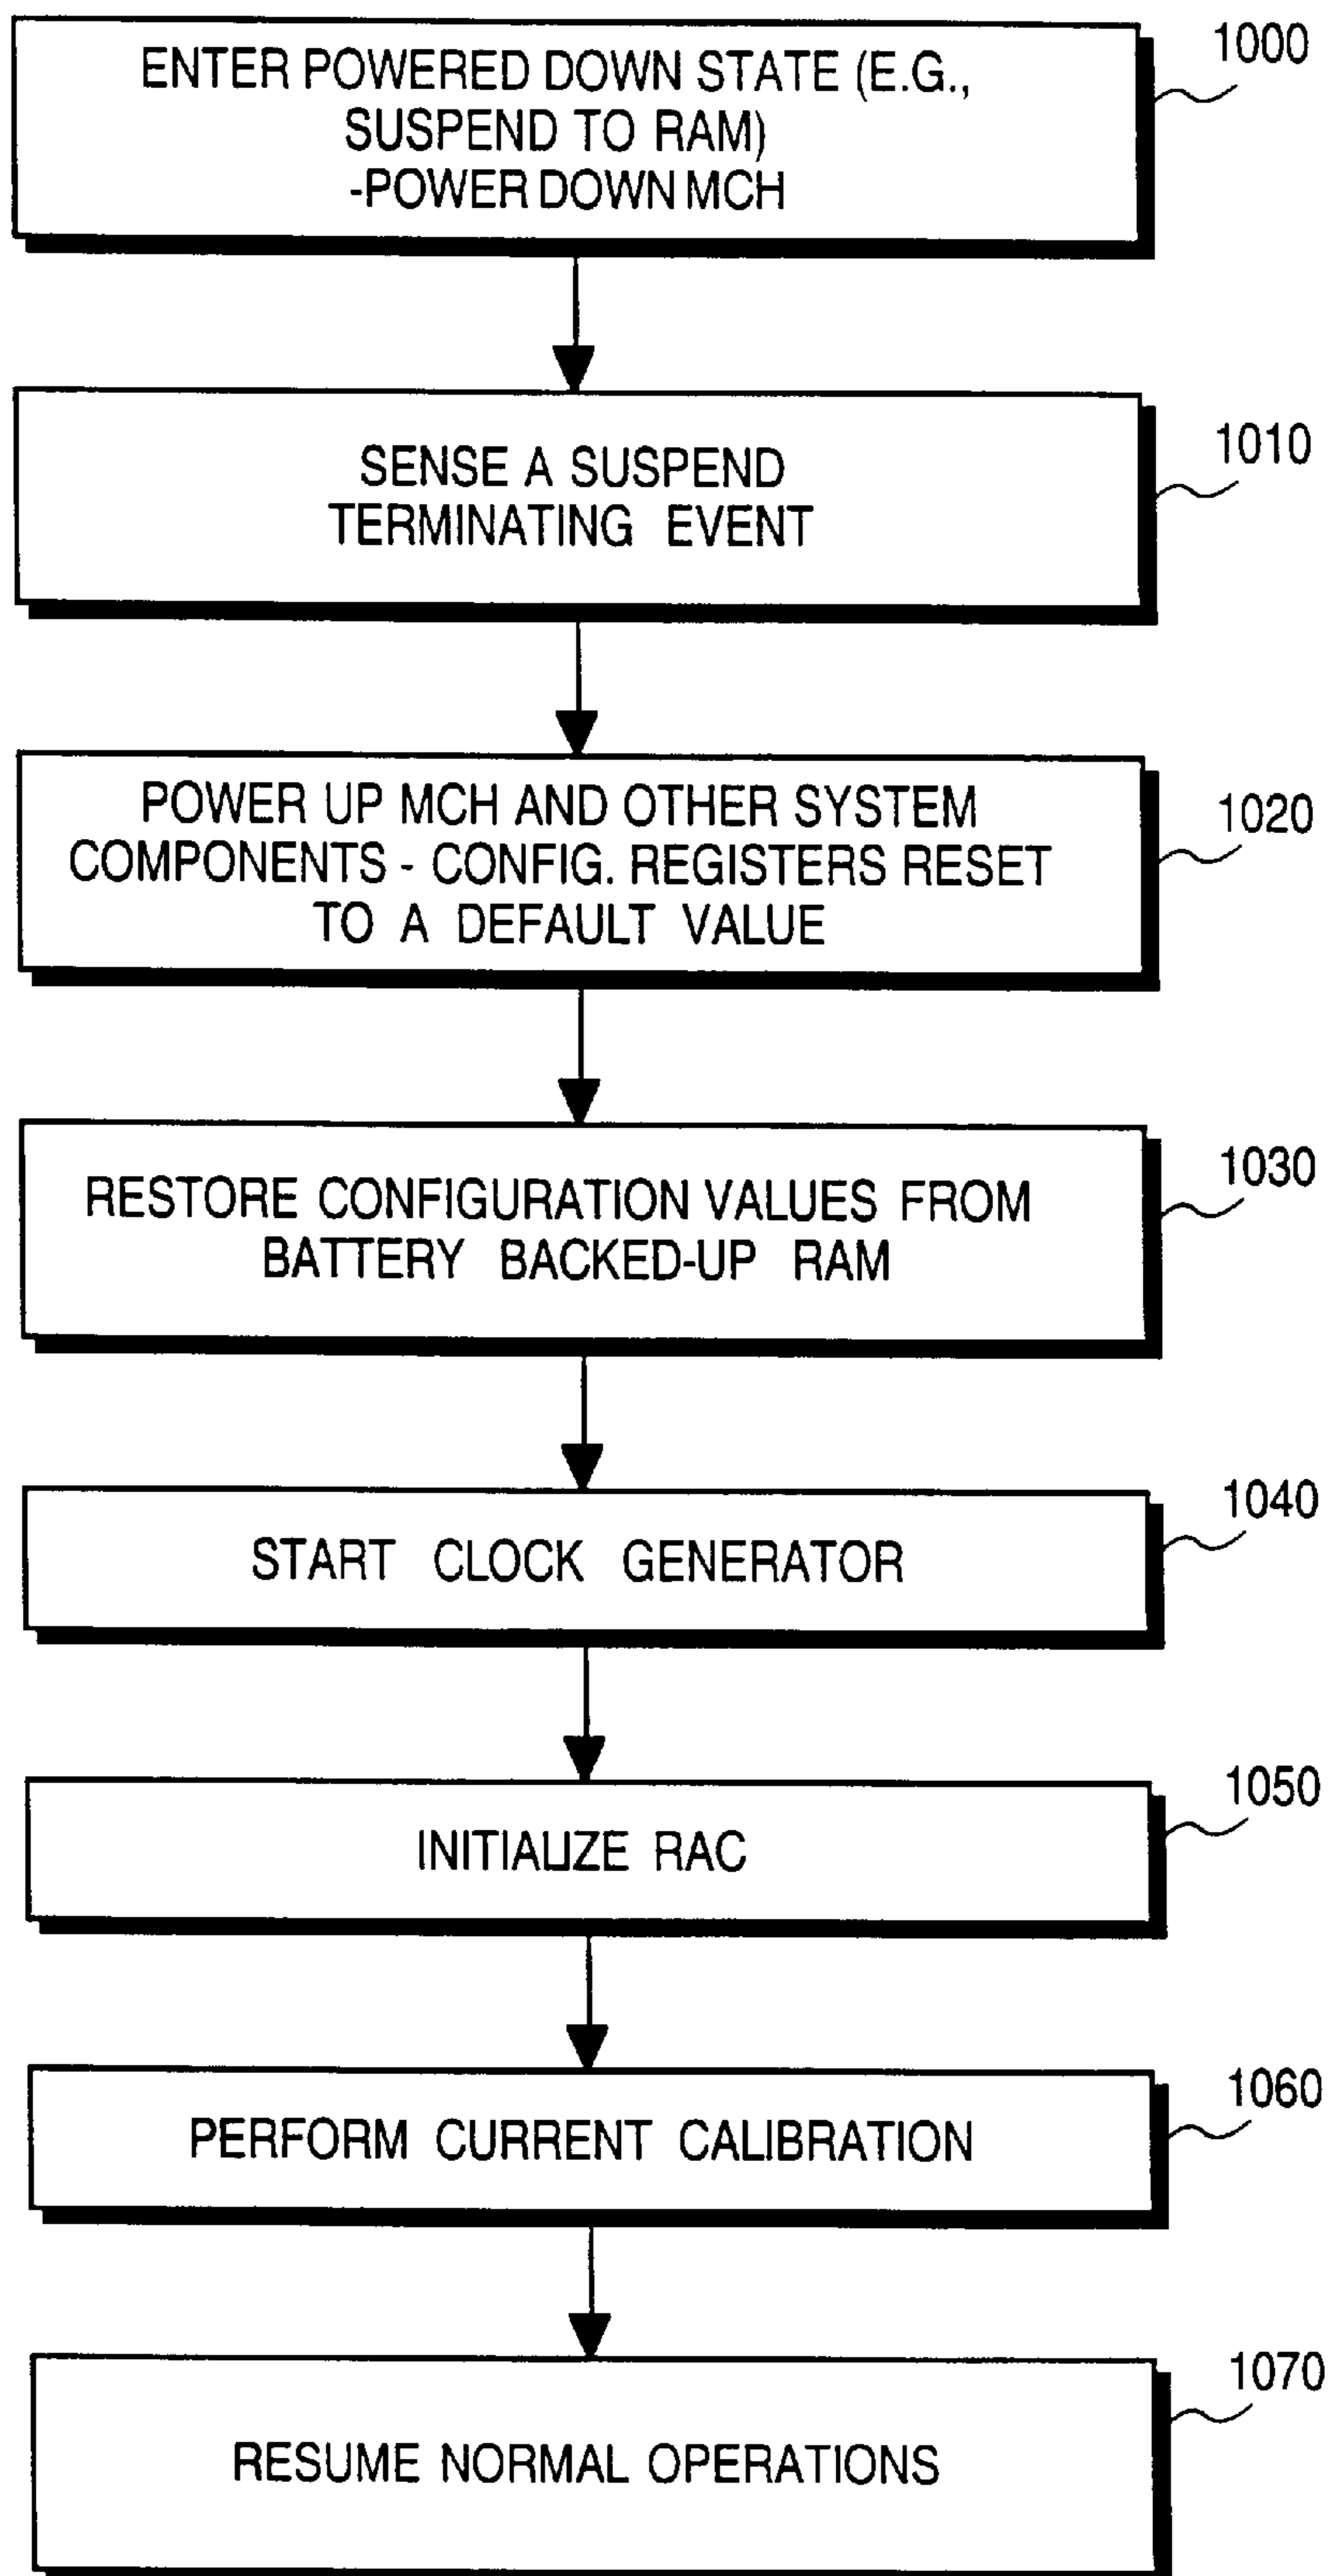 1000
ENTER POWERED DOWN STATE (E.G.,
SUSPEND TO RAM)
-POWER DOWN MCH
1010
SENSE A SUSPEND
TERMINATING EVENT
1020
POWER UP MCH AND OTHER SYSTEM
COMPONENTS - CONFIG. REGISTERS RESET
TO A DEFAULT VALUE
1030
RESTORE CONFIGURATION VALUES FROM
BATTERY BACKED-UP RAM
1040
START CLOCK GENERATOR
1050
INITIALIZE RAC
1060
PERFORM CURRENT CALIBRATION
1070
RESUME NORMAL OPERATIONS